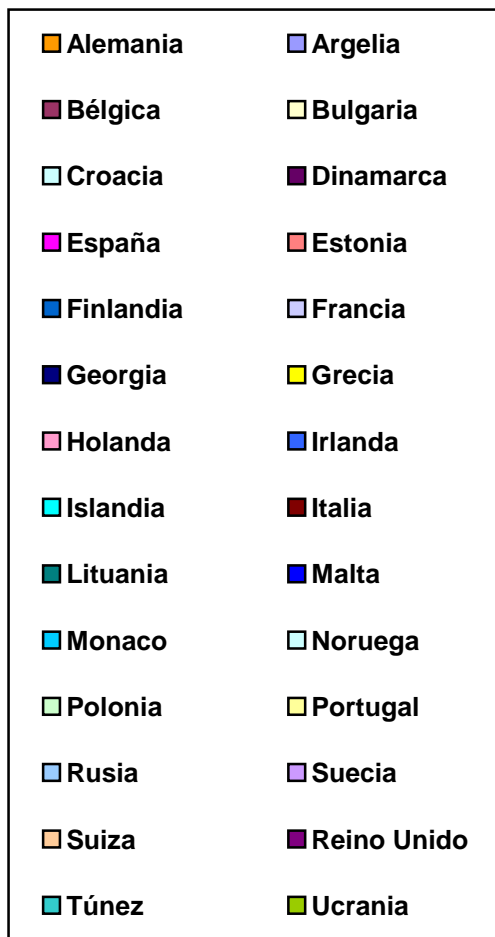 Alemania Argelia
Bélgica Bulgaria
Croacia Dinamarca
España Estonia
Finlandia Francia
Georgia Grecia
Holanda Irlanda
Islandia Italia
Lituania Malta
Monaco Noruega
Polonia Portugal
Rusia Suecia
Suiza Reino Unido
Túnez Ucrania